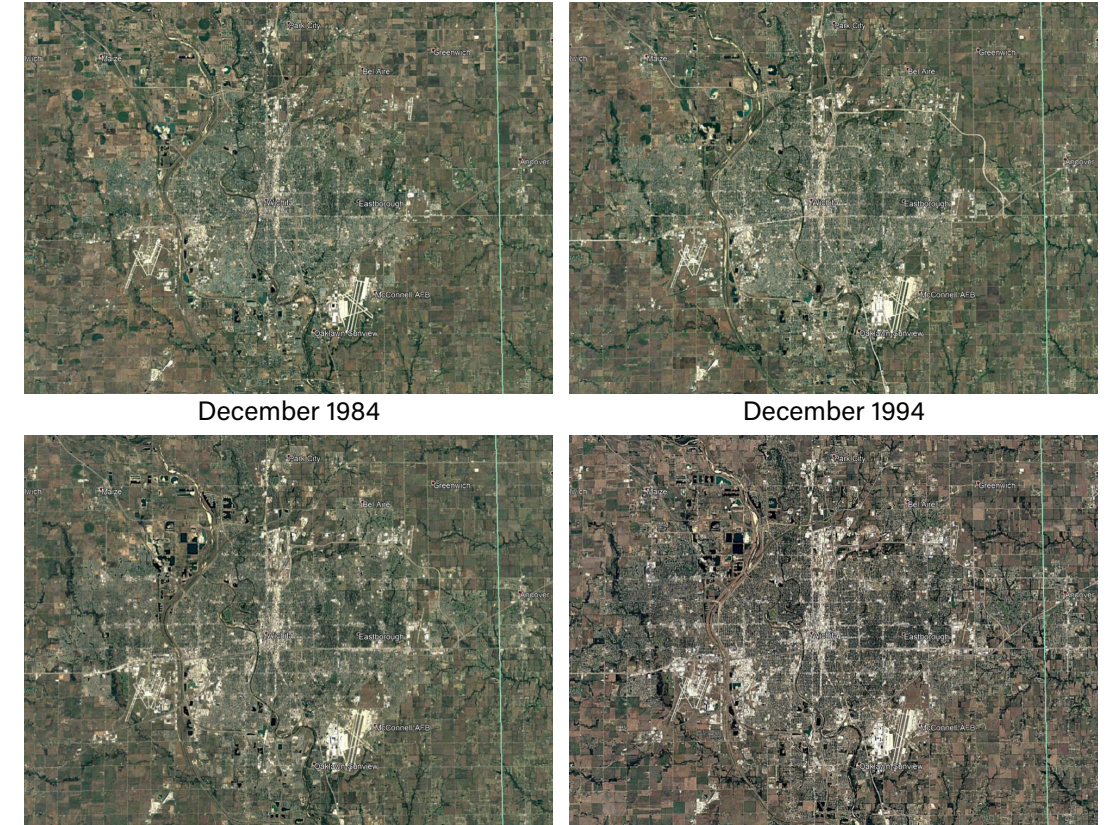 Park City
Greenwich
Maize
Bel Aire
Andover
Wichita
Eastborough
McConnell AFB
Oaklawn-Sunview
Park City
Greenwich
Maize
Bel Aire
Andover
Wichita
Eastborough
McConnell AFB
Oaklawn-Sunview
December 1984
December 1994
Park City
Greenwich
Maize
Bel Aire
Andover
Wichita
Eastborough
McConnell AFB
Oaklawn-Sunview
Park City
Greenwich
Maize
Bel Aire
Andover
Wichita
Eastborough
McConnell AFB
Oaklawn-Sunview